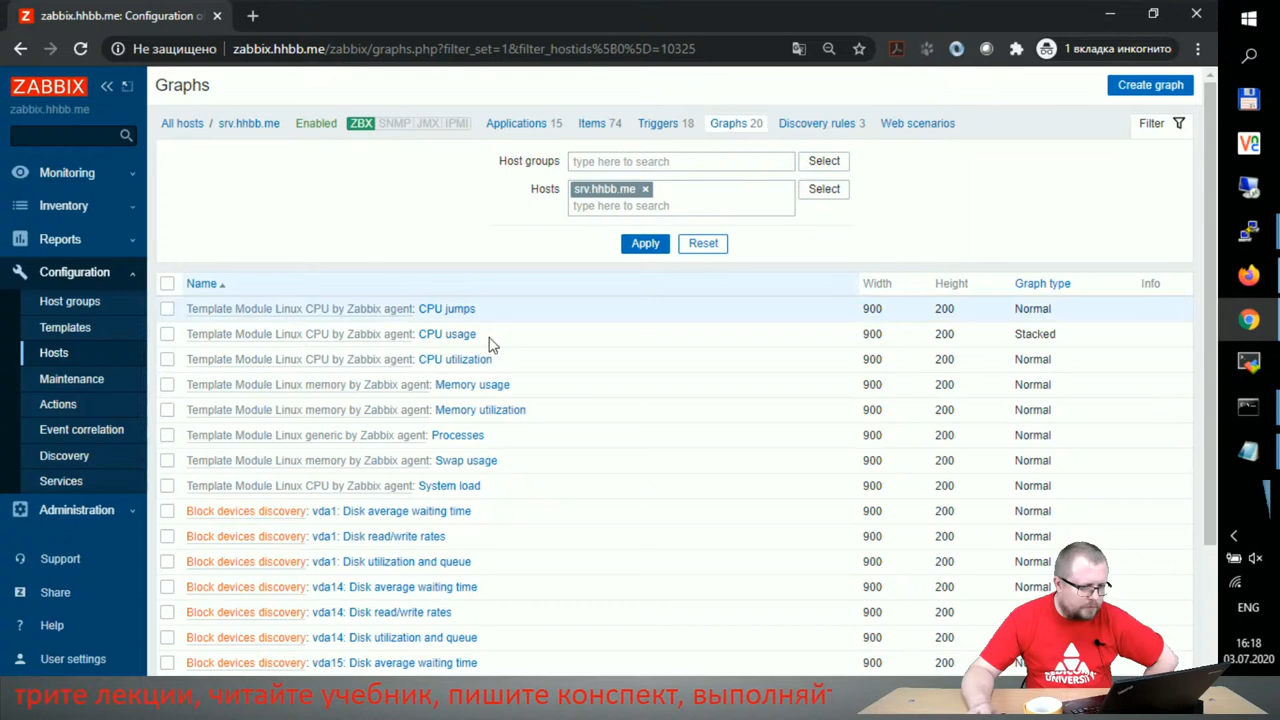 zabbix.hhbb.me: Configuration o
Не защищено
zabbix.hhbb.me/zabbix/graphs.php?filter_set=1&filter_hostids%5B0%5D=10325
1 вкладка инкогнито
ZABBIX
zabbix.hhbb.me
Monitoring
Inventory
Reports
Configuration
Host groups
Templates
Hosts
Maintenance
Actions
Event correlation
Discovery
Services
Administration
Support
Share
Help
User settings
Graphs
Create graph
All hosts / srv.hhbb.me Enabled ZBX SNMP JMX IPMI Applications 15 Items 74 Triggers 18 Graphs 20 Discovery rules 3 Web scenarios
Filter
Host groups type here to search Select
Hosts srv.hhbb.me × Select
type here to search
Apply Reset
Name Width Height Graph type Info
Template Module Linux CPU by Zabbix agent: CPU jumps 900 200 Normal
Template Module Linux CPU by Zabbix agent: CPU usage 900 200 Stacked
Template Module Linux CPU by Zabbix agent: CPU utilization 900 200 Normal
Template Module Linux memory by Zabbix agent: Memory usage 900 200 Normal
Template Module Linux memory by Zabbix agent: Memory utilization 900 200 Normal
Template Module Linux generic by Zabbix agent: Processes 900 200 Normal
Template Module Linux memory by Zabbix agent: Swap usage 900 200 Normal
Template Module Linux CPU by Zabbix agent: System load 900 200 Normal
Block devices discovery: vda1: Disk average waiting time 900 200 Normal
Block devices discovery: vda1: Disk read/write rates 900 200 Normal
Block devices discovery: vda1: Disk utilization and queue 900 200 Normal
Block devices discovery: vda14: Disk average waiting time 900 200 Normal
Block devices discovery: vda14: Disk read/write rates 900 200
Block devices discovery: vda14: Disk utilization and queue 900 200
Block devices discovery: vda15: Disk average waiting time 900 200
ENG
16:18
03.07.2020
UNIVERSITY
трите лекции, читайте учебник, пишите конспект, выполняйт